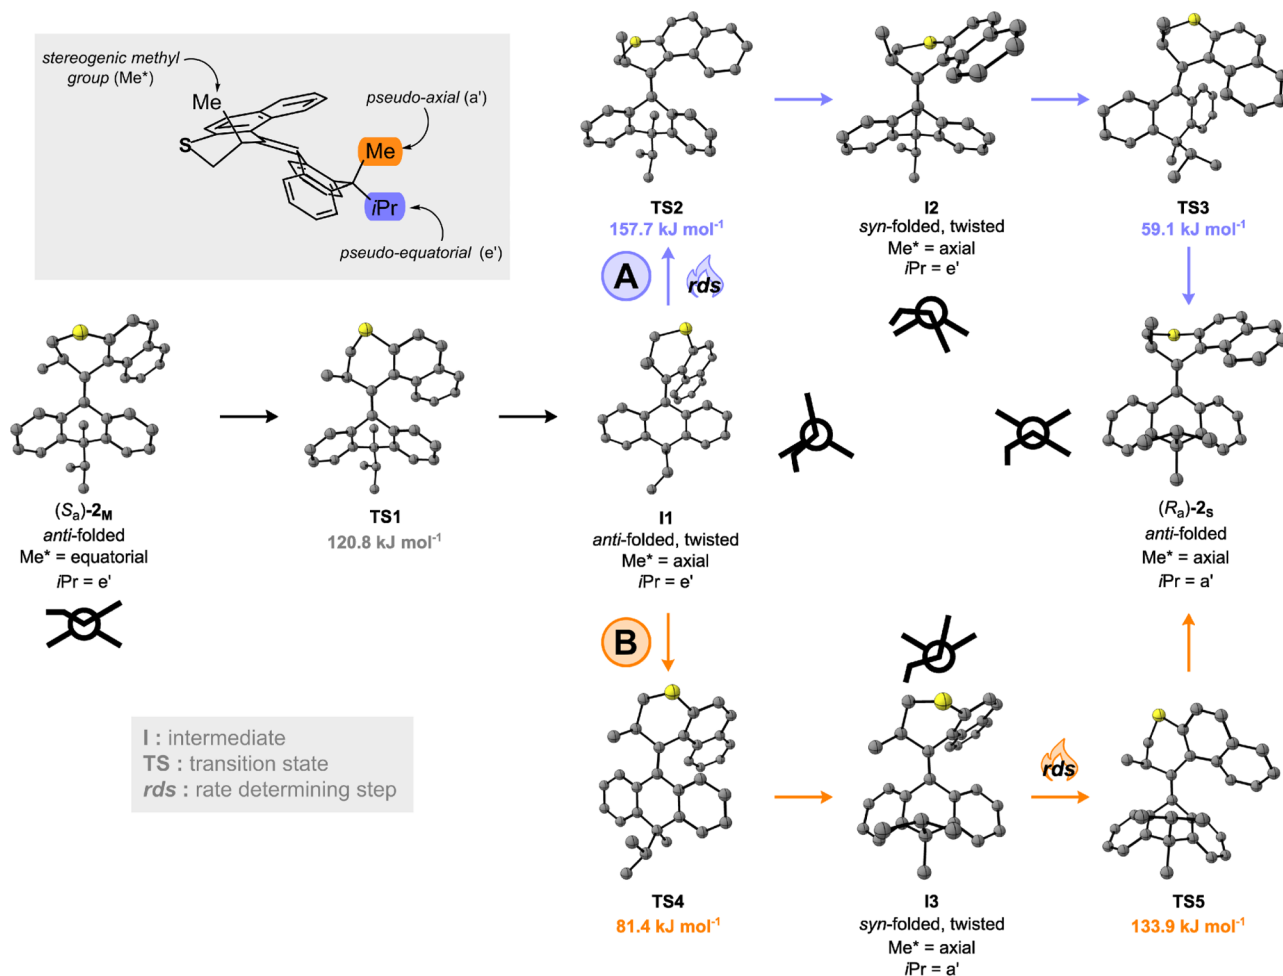 stereogenic methyl
group (Me*)
Me
pseudo-axial (a')
S
Me
iPr
pseudo-equatorial (e')
TS2
157.7 kJ mol⁻¹
I2
syn-folded, twisted
Me* = axial
iPr = e'
TS3
59.1 kJ mol⁻¹
A
rds
(Sₐ)-2_M
anti-folded
Me* = equatorial
iPr = e'
TS1
120.8 kJ mol⁻¹
I1
anti-folded, twisted
Me* = axial
iPr = e'
(Rₐ)-2_S
anti-folded
Me* = axial
iPr = a'
B
I : intermediate
TS : transition state
rds : rate determining step
TS4
81.4 kJ mol⁻¹
I3
syn-folded, twisted
Me* = axial
iPr = a'
rds
TS5
133.9 kJ mol⁻¹